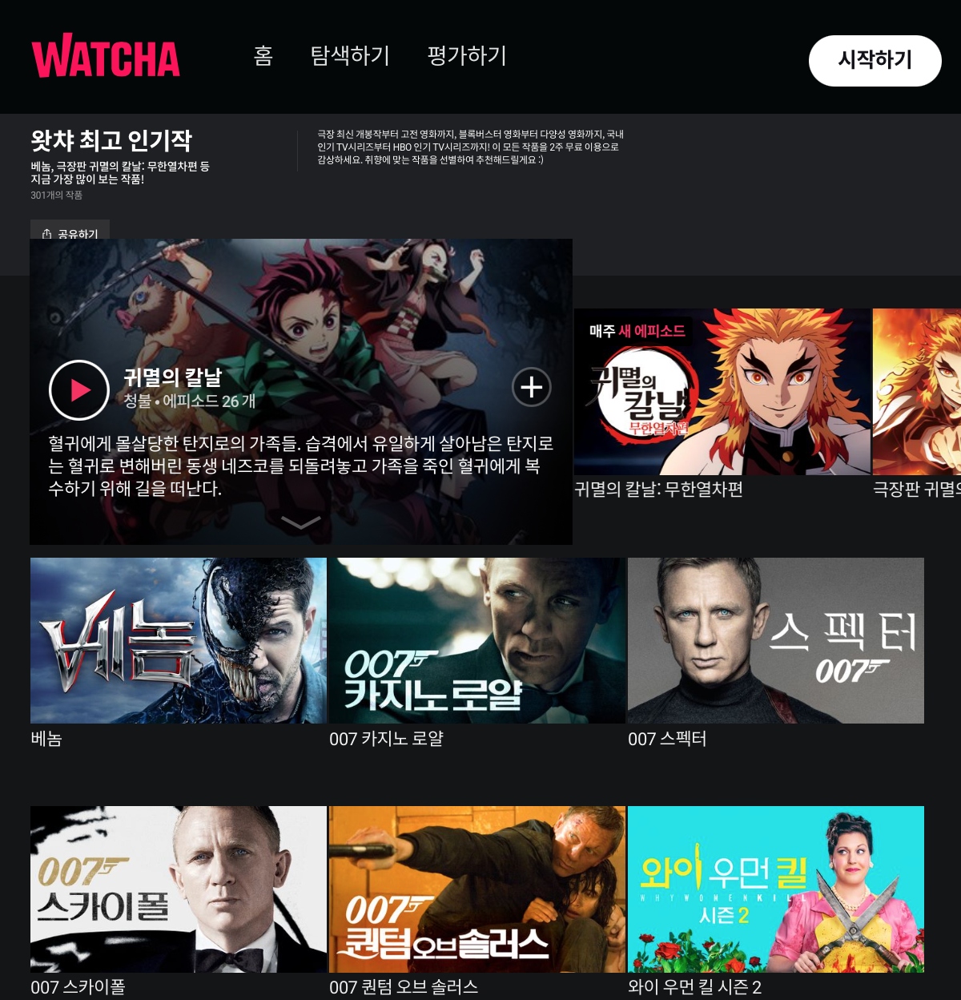 WATCHA
홈
탐색하기
평가하기
시작하기
왓챠 최고 인기작
베놈, 극장판 귀멸의 칼날: 무한열차편 등
지금 가장 많이 보는 작품!
301개의 작품
극장 최신 개봉작부터 고전 영화까지, 블록버스터 영화부터 다양성 영화까지, 국내
인기 TV시리즈부터 HBO 인기 TV시리즈까지! 이 모든 작품을 2주 무료 이용으로
감상하세요. 취향에 맞는 작품을 선별하여 추천해드릴게요 :)
공유하기
귀멸의 칼날
청불 • 에피소드 26 개
혈귀에게 몰살당한 탄지로의 가족들. 습격에서 유일하게 살아남은 탄지로
는 혈귀로 변해버린 동생 네즈코를 되돌려놓고 가족을 죽인 혈귀에게 복
수하기 위해 길을 떠난다.
매주 새 에피소드
귀멸의
칼날
무한열차편
귀멸의 칼날: 무한열차편
극장판 귀멸의
베놈
베놈
007
카지노 로얄
007 카지노 로얄
스펙터
007
007 스펙터
007
스카이폴
007 스카이폴
007
퀀텀 오브 솔러스
007 퀀텀 오브 솔러스
와이 우먼 킬
WHY WOMEN KILL
시즌 2
와이 우먼 킬 시즌 2